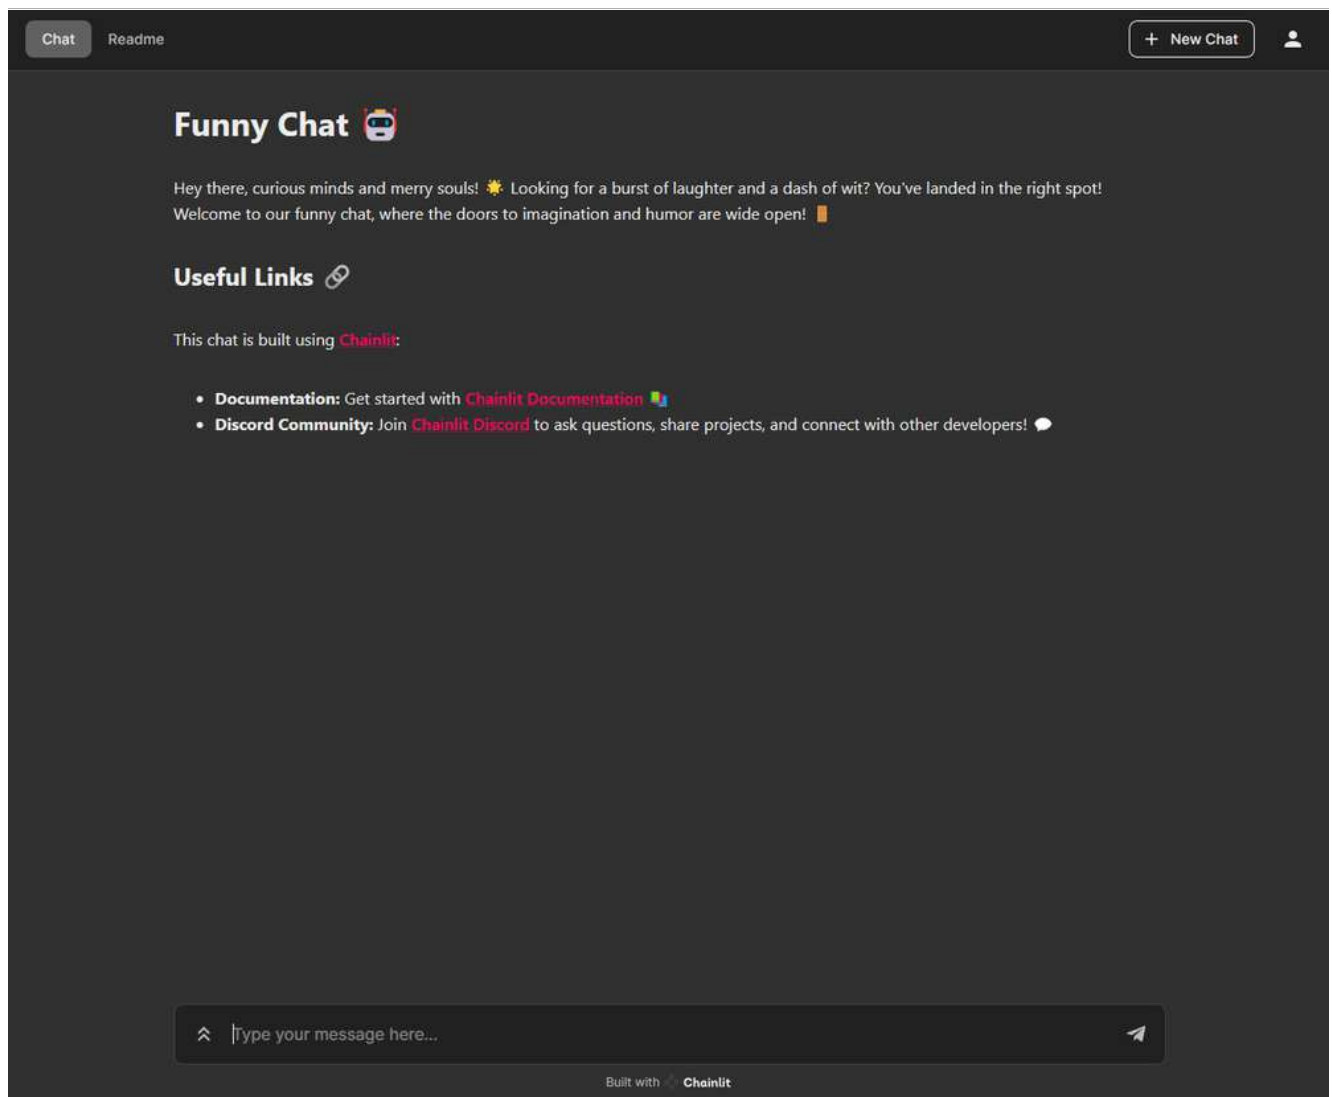 Chat Readme + New Chat
Funny Chat 🤖
Hey there, curious minds and merry souls! 🌟 Looking for a burst of laughter and a dash of wit? You've landed in the right spot!
Welcome to our funny chat, where the doors to imagination and humor are wide open! 🚪
Useful Links 🔗
This chat is built using Chainlit:
• Documentation: Get started with Chainlit Documentation 📚
• Discord Community: Join Chainlit Discord to ask questions, share projects, and connect with other developers! 💬
Type your message here...
Built with Chainlit